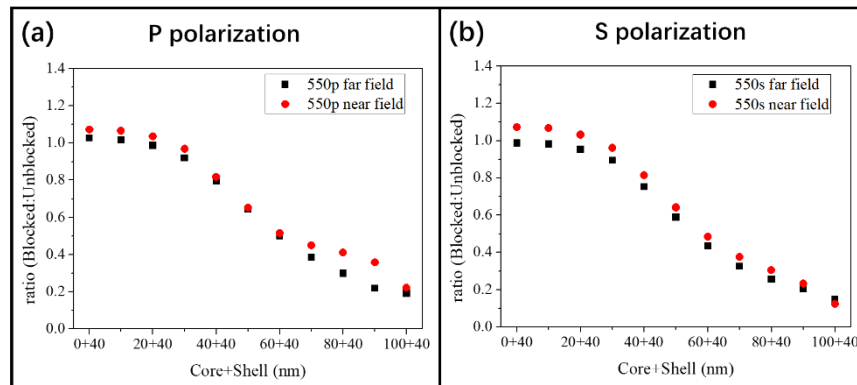 (a) P polarization
ratio (Blocked:Unblocked)
1.4
1.2
1.0
0.8
0.6
0.4
0.2
0.0
550p far field
550p near field
0+40 20+40 40+40 60+40 80+40 100+40
Core+Shell (nm)
(b) S polarization
ratio (Blocked:Unblocked)
1.4
1.2
1.0
0.8
0.6
0.4
0.2
0.0
550s far field
550s near field
0+40 20+40 40+40 60+40 80+40 100+40
Core+Shell (nm)